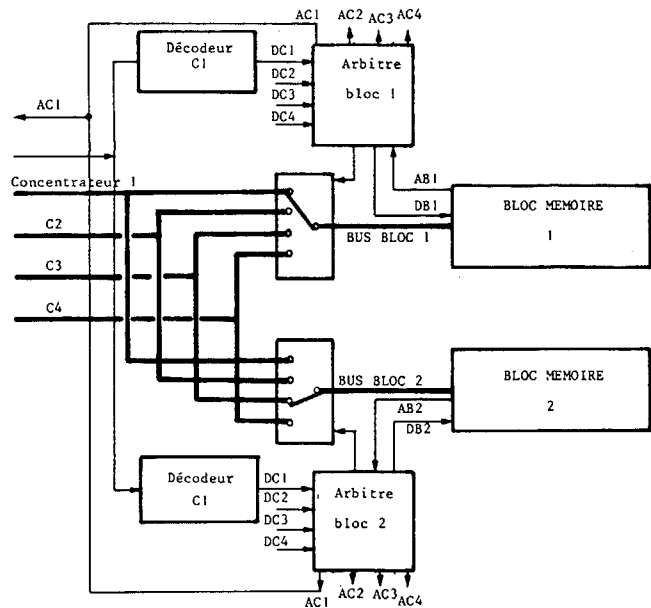 AC1 AC2 AC3 AC4
Décodeur
C1
DC1
DC2
DC3
DC4
Arbitre
bloc 1
AC1
Concentrateur 1
C2
C3
C4
AB1
DB1
BUS BLOC 1
BLOC MEMOIRE
1
BUS BLOC 2
BLOC MEMOIRE
2
AB2
DB2
Décodeur
C1
DC1
DC2
DC3
DC4
Arbitre
bloc 2
AC1 AC2 AC3 AC4